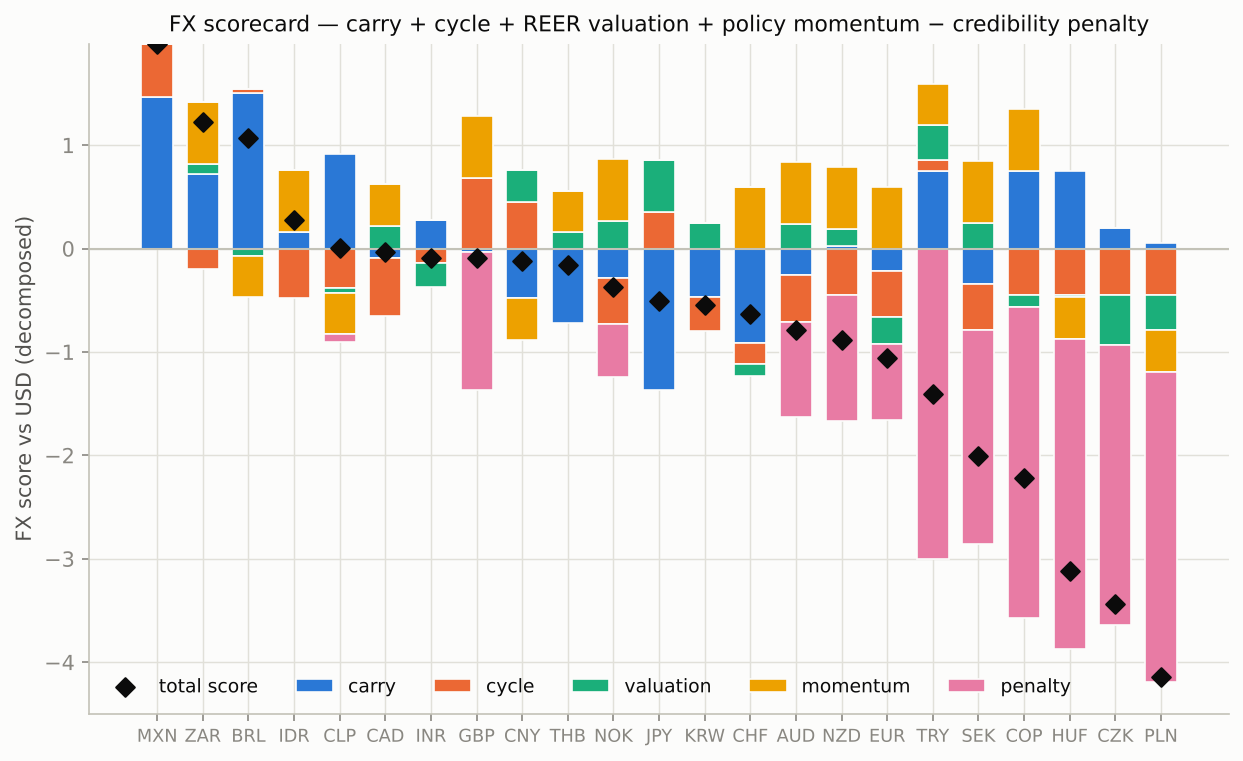 FX scorecard — carry + cycle + REER valuation + policy momentum − credibility penalty
FX score vs USD (decomposed)
1
0
−1
−2
−3
−4
total score carry cycle valuation momentum penalty
MXN ZAR BRL IDR CLP CAD INR GBP CNY THB NOK JPY KRW CHF AUD NZD EUR TRY SEK COP HUF CZK PLN